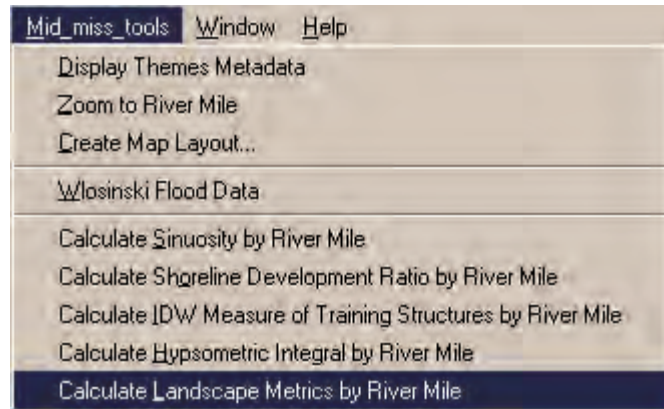 Mid_miss_tools Window Help
Display Themes Metadata
Zoom to River Mile
Create Map Layout...
Wlosinski Flood Data
Calculate Sinuosity by River Mile
Calculate Shoreline Development Ratio by River Mile
Calculate IDW Measure of Training Structures by River Mile
Calculate Hypsometric Integral by River Mile
Calculate Landscape Metrics by River Mile